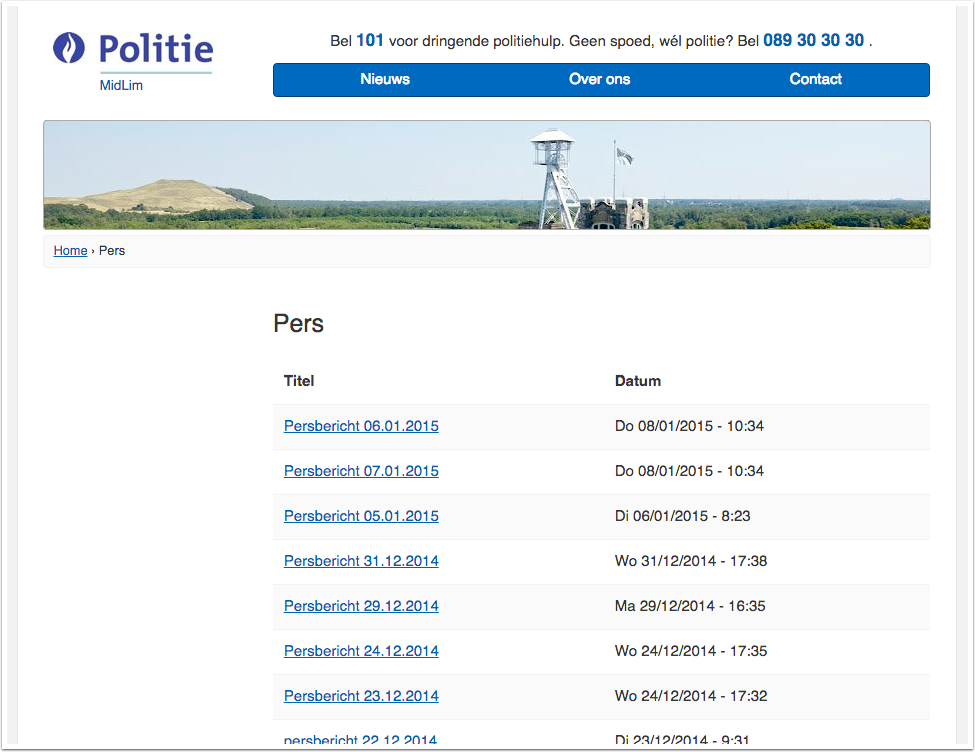 Politie
MidLim
Bel 101 voor dringende politiehulp. Geen spoed, wél politie? Bel 089 30 30 30 .
Nieuws Over ons Contact
Home › Pers
Pers
Titel Datum
Persbericht 06.01.2015 Do 08/01/2015 - 10:34
Persbericht 07.01.2015 Do 08/01/2015 - 10:34
Persbericht 05.01.2015 Di 06/01/2015 - 8:23
Persbericht 31.12.2014 Wo 31/12/2014 - 17:38
Persbericht 29.12.2014 Ma 29/12/2014 - 16:35
Persbericht 24.12.2014 Wo 24/12/2014 - 17:35
Persbericht 23.12.2014 Wo 24/12/2014 - 17:32
persbericht 22.12.2014 Di 23/12/2014 - 9:31